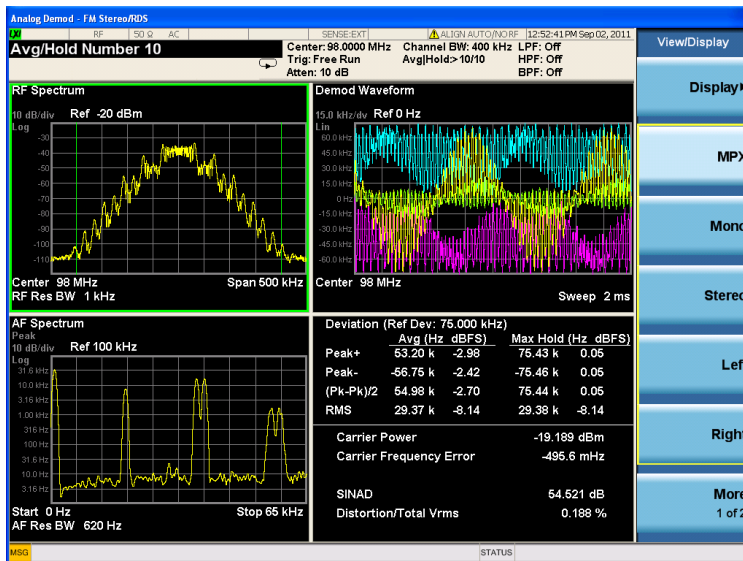 Analog Demod - FM Stereo/RDS
LXI RF 50 Ω AC SENSE:EXT ALIGN AUTO/NO RF 12:52:41 PM Sep 02, 2011
Avg/Hold Number 10
Center: 98.0000 MHz Channel BW: 400 kHz LPF: Off
Trig: Free Run Avg|Hold:> 10/10 HPF: Off
Atten: 10 dB BPF: Off
RF Spectrum
10 dB/div Ref -20 dBm
Log
-30
-40
-50
-60
-70
-80
-90
-100
-110
Center 98 MHz Span 500 kHz
RF Res BW 1 kHz
Demod Waveform
15.0 kHz/dv Ref 0 Hz
Lin
60.0 kHz
45.0 kHz
30.0 kHz
15.0 kHz
0 Hz
-15.0 kHz
-30.0 kHz
-45.0 kHz
-60.0 kHz
Center 98 MHz
Sweep 2 ms
AF Spectrum
Peak
10 dB/div Ref 100 kHz
Log
31.6 kHz
10.0 kHz
3.16 kHz
1.00 kHz
316 Hz
100 Hz
31.6 Hz
10.0 Hz
3.16 Hz
Start 0 Hz Stop 65 kHz
AF Res BW 620 Hz
Deviation (Ref Dev: 75.000 kHz)
Avg (Hz dBFS) Max Hold (Hz dBFS)
Peak+ 53.20 k -2.98 75.43 k 0.05
Peak- -56.75 k -2.42 -75.46 k 0.05
(Pk-Pk)/2 54.98 k -2.70 75.44 k 0.05
RMS 29.37 k -8.14 29.38 k -8.14
Carrier Power -19.189 dBm
Carrier Frequency Error -495.6 mHz
SINAD 54.521 dB
Distortion/Total Vrms 0.188 %
View/Display
Display
MPX
Mono
Stereo
Left
Right
More
1 of 2
MSG STATUS